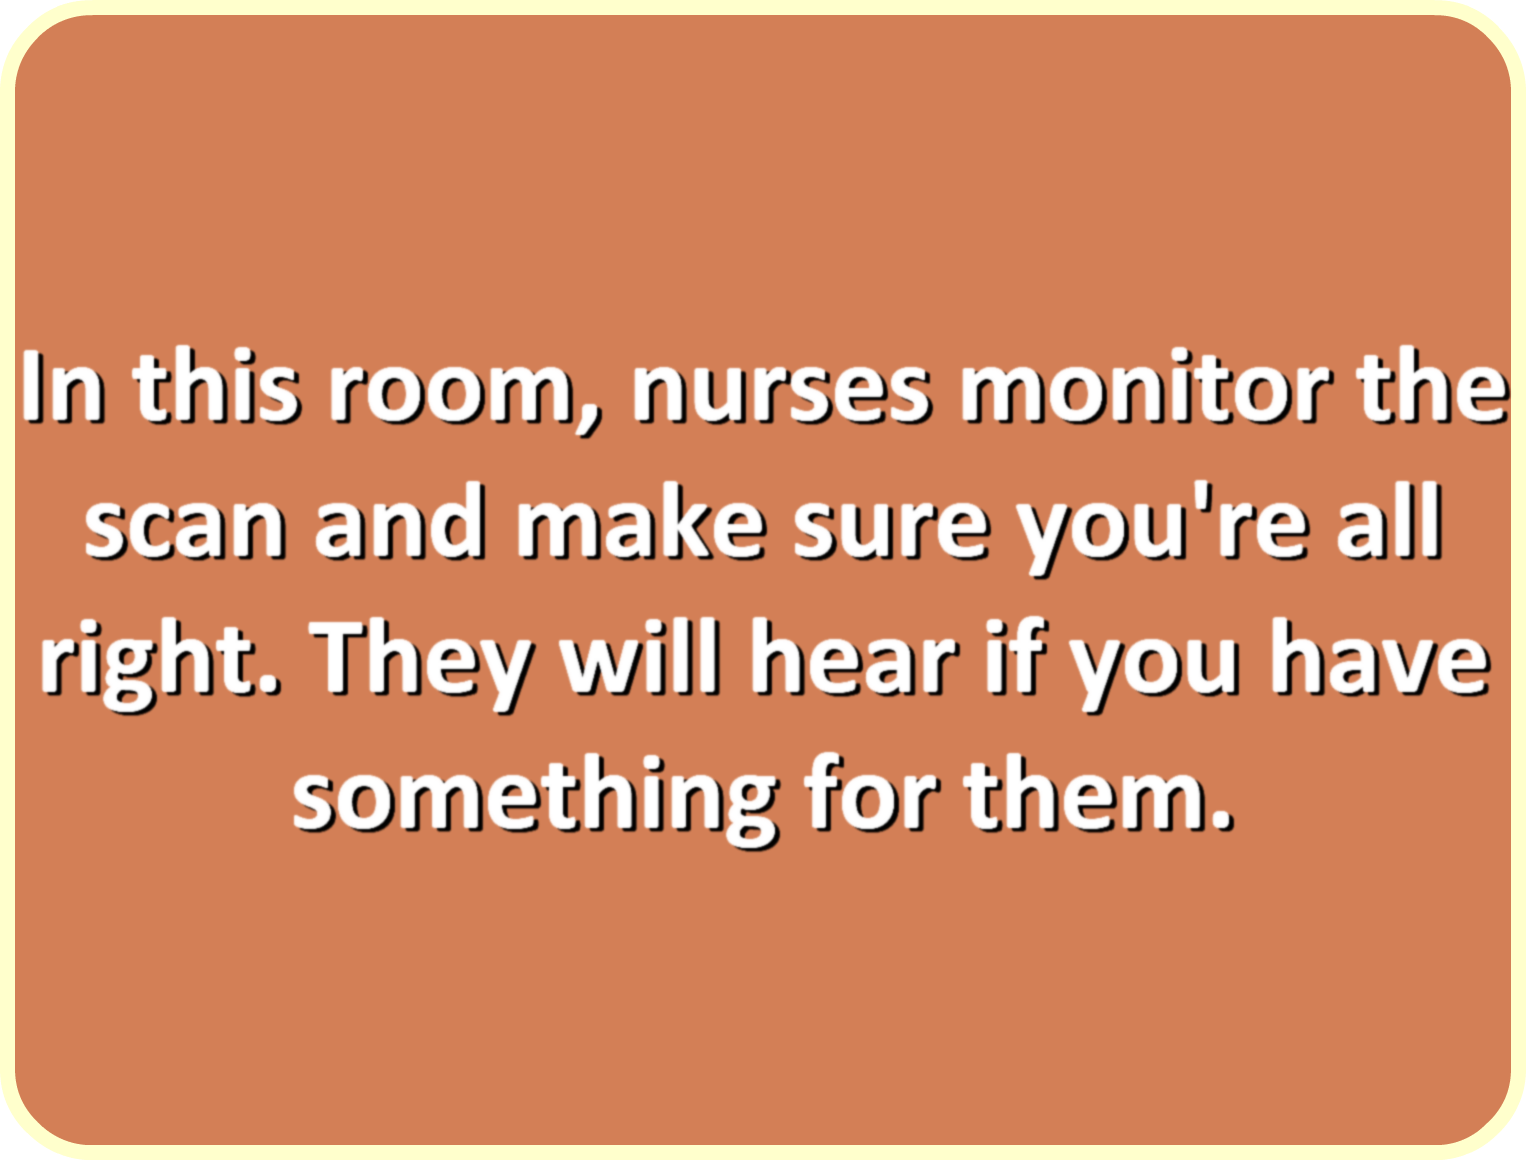 In this room, nurses monitor the
scan and make sure you're all
right. They will hear if you have
something for them.